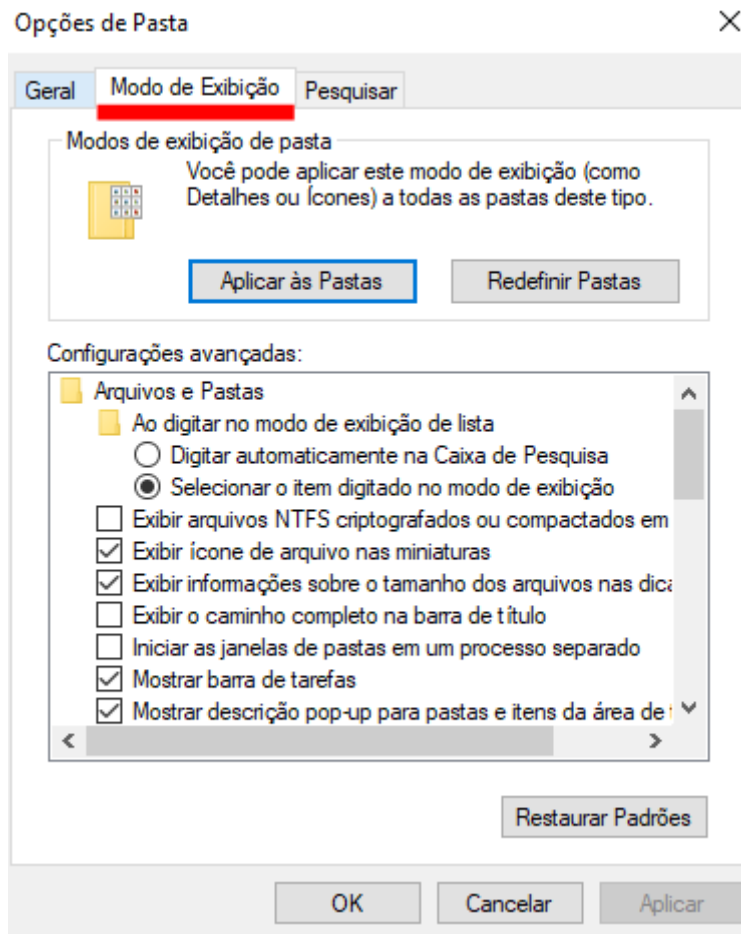 Opções de Pasta
Geral
Modo de Exibição
Pesquisar
Modos de exibição de pasta
Você pode aplicar este modo de exibição (como
Detalhes ou Ícones) a todas as pastas deste tipo.
Aplicar às Pastas
Redefinir Pastas
Configurações avançadas:
Arquivos e Pastas
Ao digitar no modo de exibição de lista
Digitar automaticamente na Caixa de Pesquisa
Selecionar o item digitado no modo de exibição
Exibir arquivos NTFS criptografados ou compactados em
Exibir ícone de arquivo nas miniaturas
Exibir informações sobre o tamanho dos arquivos nas
Exibir o caminho completo na barra de título
Iniciar as janelas de pastas em um processo separado
Mostrar barra de tarefas
Mostrar descrição pop-up para pastas e itens da área de
Restaurar Padrões
OK
Cancelar
Aplicar